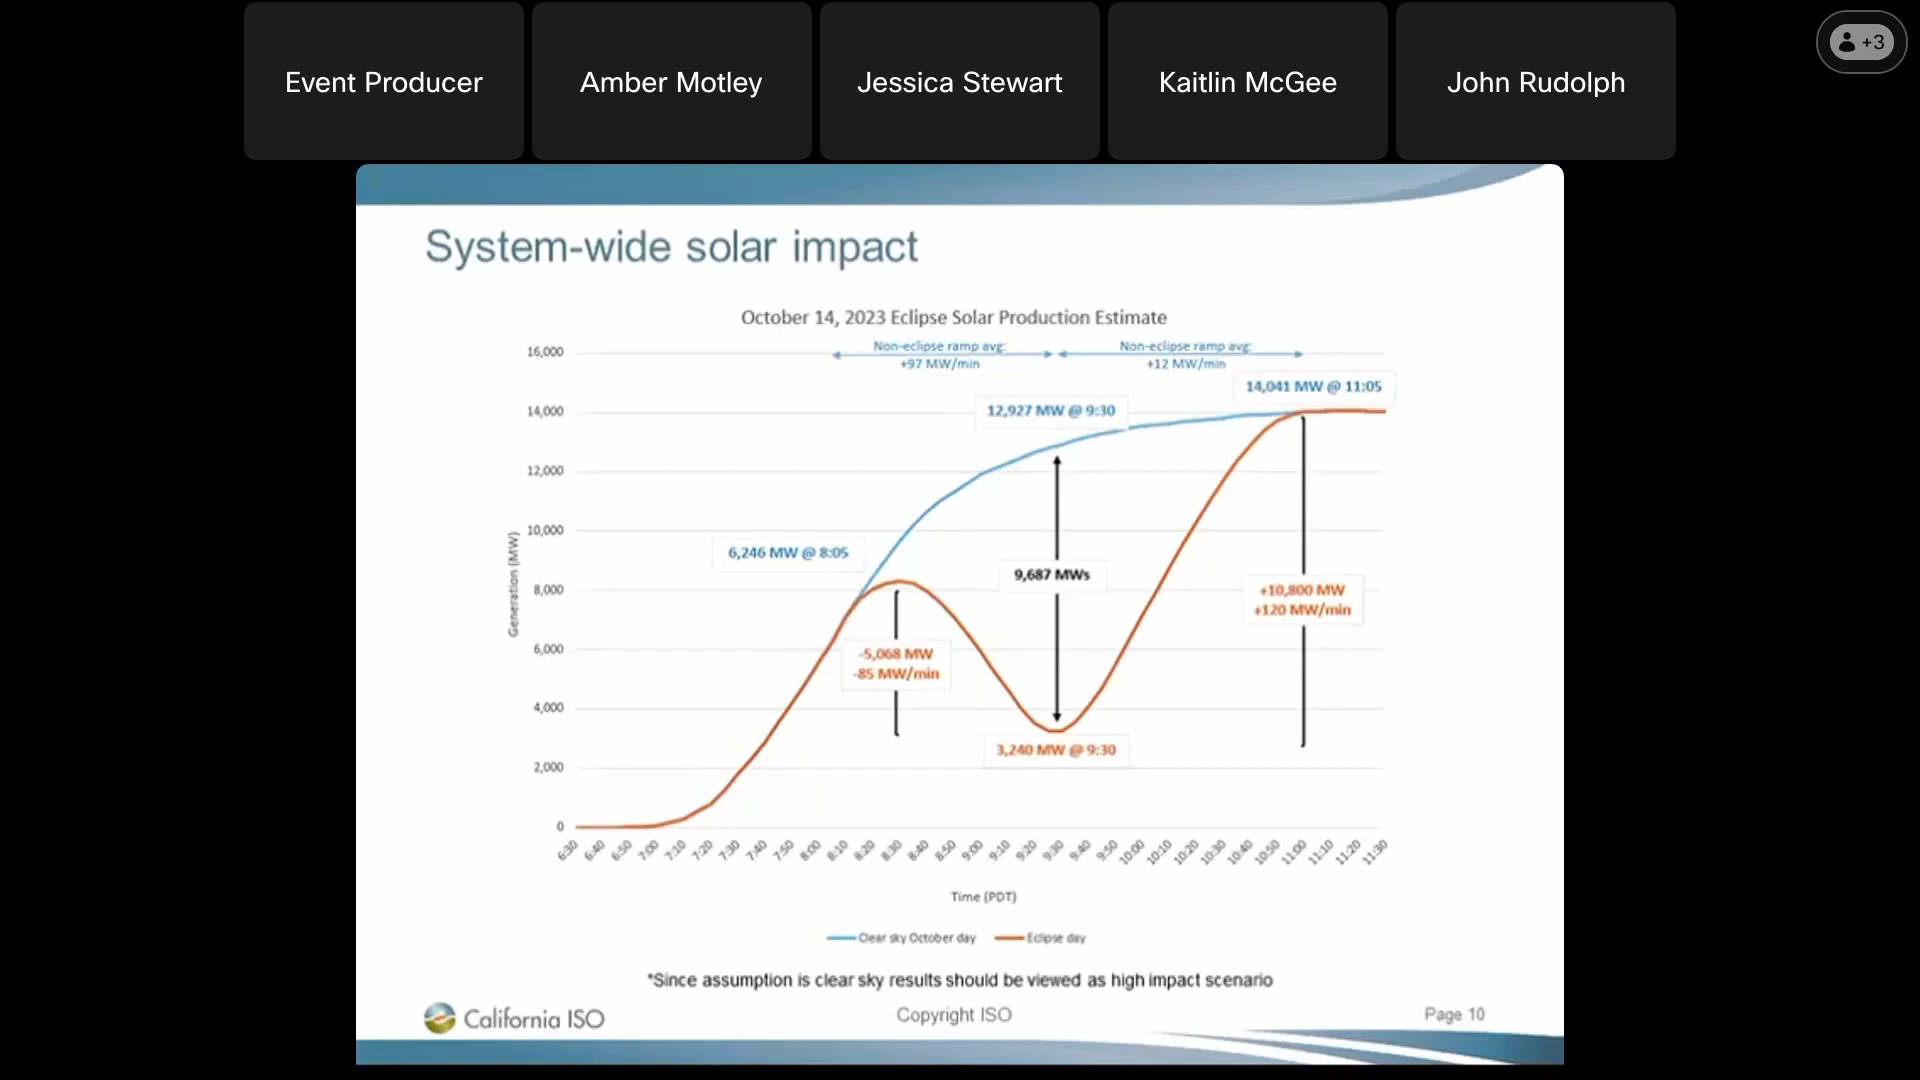 Event Producer
Amber Motley
Jessica Stewart
Kaitlin McGee
John Rudolph
+3
System-wide solar impact
October 14, 2023 Eclipse Solar Production Estimate
Non-eclipse ramp avg:
+97 MW/min
Non-eclipse ramp avg:
+12 MW/min
14,041 MW @ 11:05
12,927 MW @ 9:30
6,246 MW @ 8:05
9,687 MWs
+10,800 MW
+120 MW/min
-5,068 MW
-85 MW/min
3,240 MW @ 9:30
Generation (MW)
16,000
14,000
12,000
10,000
8,000
6,000
4,000
2,000
0
6:30 6:40 6:50 7:00 7:10 7:20 7:30 7:40 7:50 8:00 8:10 8:20 8:30 8:40 8:50 9:00 9:10 9:20 9:30 9:40 9:50 10:00 10:10 10:20 10:30 10:40 10:50 11:00 11:10 11:20 11:30
Time (PDT)
Clear sky October day Eclipse day
*Since assumption is clear sky results should be viewed as high impact scenario
California ISO
Copyright ISO
Page 10